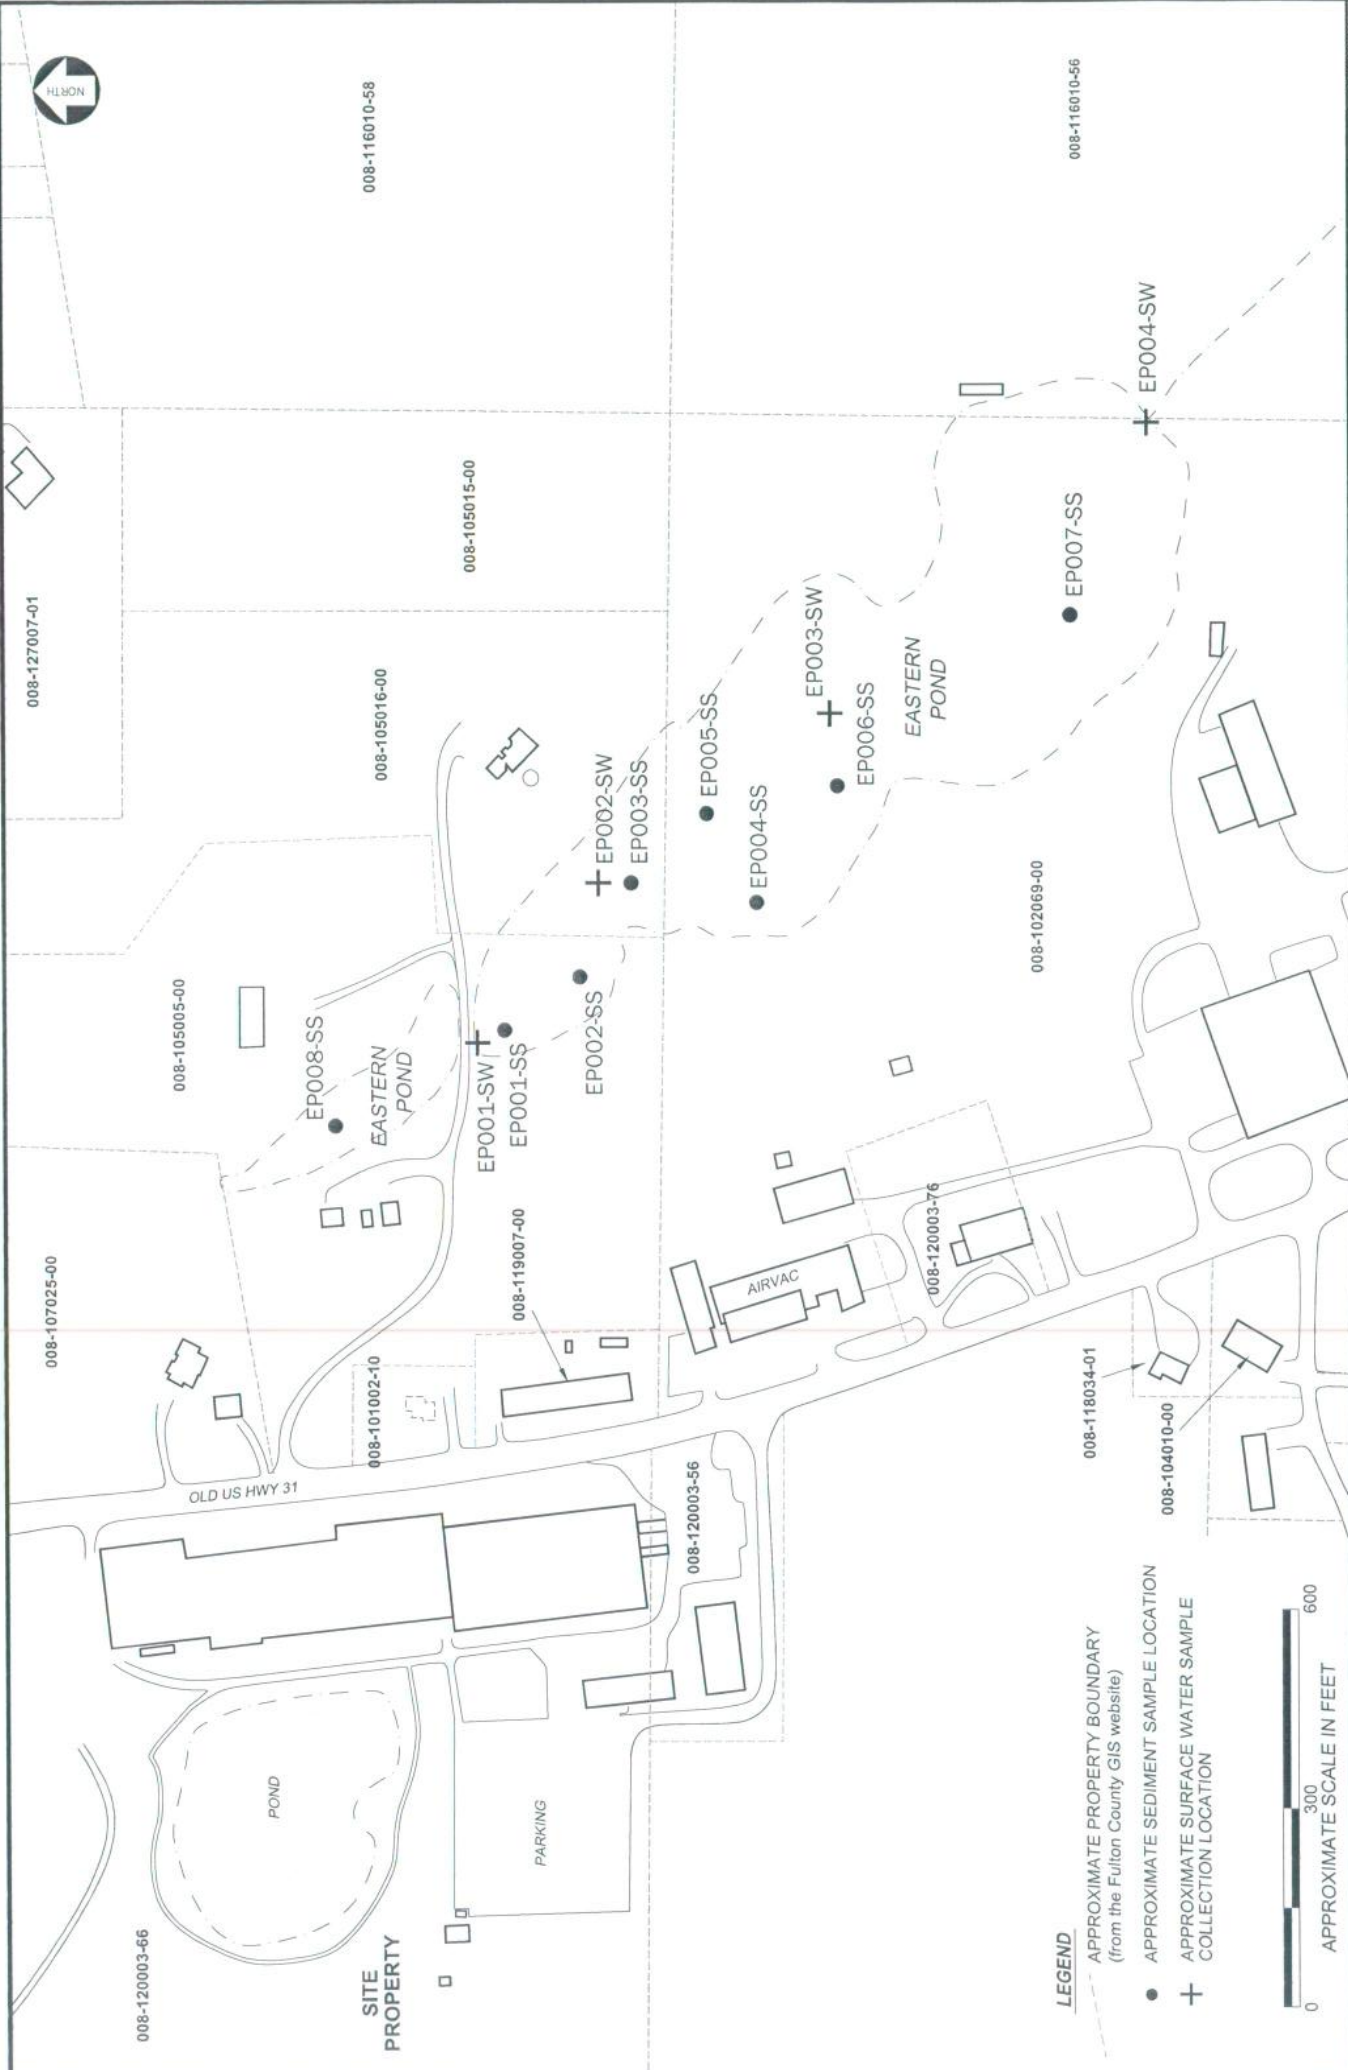 NORTH
008-127007-01
008-116010-58
008-107025-00
008-105005-00
008-105016-00
008-105015-00
008-120003-66
OLD US HWY 31
EP008-SS
EASTERN
POND
POND
SITE
PROPERTY
008-101002-10
EP001-SW
EP001-SS
008-119007-00
PARKING
EP002-SS
EP002-SW
EP003-SS
008-120003-56
EP005-SS
EP004-SS
AIRVAC
EP003-SW
EP006-SS
EASTERN
POND
008-120003-76
008-102069-00
008-116010-56
EP007-SS
EP004-SW
008-118034-01
008-104010-00
LEGEND
APPROXIMATE PROPERTY BOUNDARY
(from the Fulton County GIS website)
APPROXIMATE SEDIMENT SAMPLE LOCATION
APPROXIMATE SURFACE WATER SAMPLE
COLLECTION LOCATION
0 300 600
APPROXIMATE SCALE IN FEET